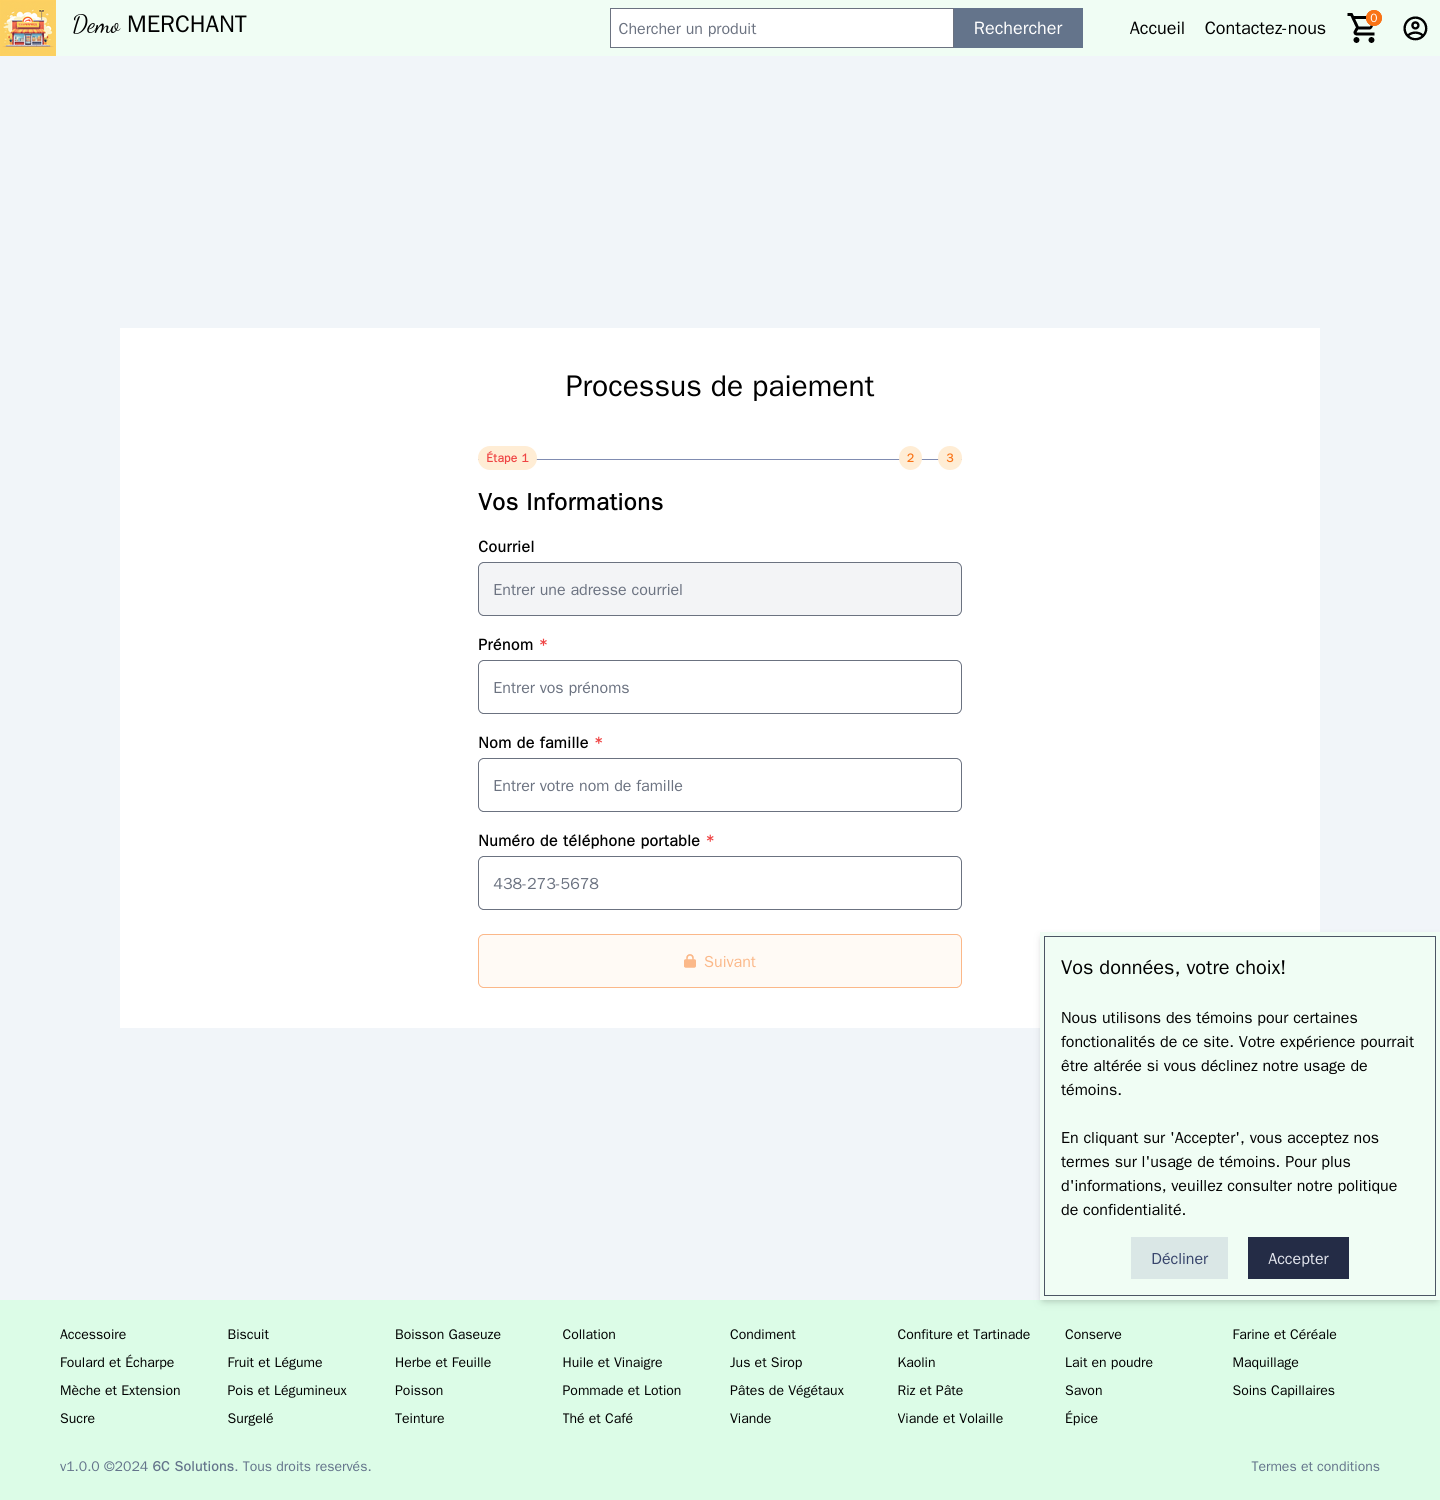 Demo MERCHANT
Chercher un produit
Rechercher
Accueil
Contactez-nous
0
Processus de paiement
Étape 1
2
3
Vos Informations
Courriel
Entrer une adresse courriel
Prénom *
Entrer vos prénoms
Nom de famille *
Entrer votre nom de famille
Numéro de téléphone portable *
438-273-5678
Suivant
Vos données, votre choix!
Nous utilisons des témoins pour certaines
fonctionalités de ce site. Votre expérience pourrait
être altérée si vous déclinez notre usage de
témoins.
En cliquant sur 'Accepter', vous acceptez nos
termes sur l'usage de témoins. Pour plus
d'informations, veuillez consulter notre politique
de confidentialité.
Décliner
Accepter
Accessoire Biscuit Boisson Gaseuze Collation Condiment Confiture et Tartinade Conserve Farine et Céréale
Foulard et Écharpe Fruit et Légume Herbe et Feuille Huile et Vinaigre Jus et Sirop Kaolin Lait en poudre Maquillage
Mèche et Extension Pois et Légumineux Poisson Pommade et Lotion Pâtes de Végétaux Riz et Pâte Savon Soins Capillaires
Sucre Surgelé Teinture Thé et Café Viande Viande et Volaille Épice
v1.0.0 ©2024 6C Solutions. Tous droits reservés.
Termes et conditions